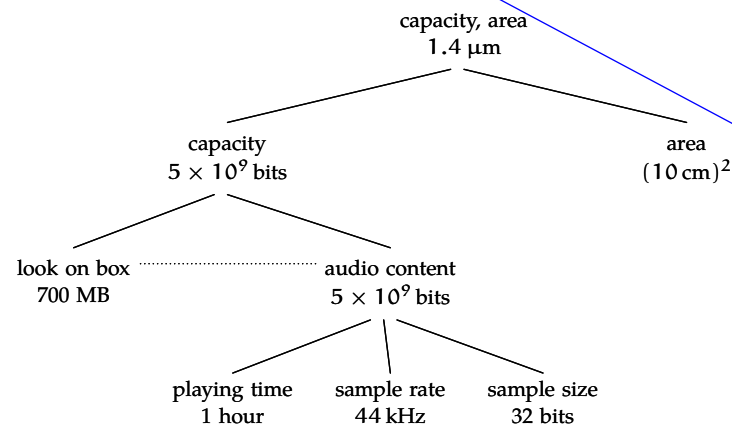 capacity, area
1.4 µm
capacity
5 × 10⁹ bits
area
(10 cm)²
look on box
700 MB
audio content
5 × 10⁹ bits
playing time
1 hour
sample rate
44 kHz
sample size
32 bits